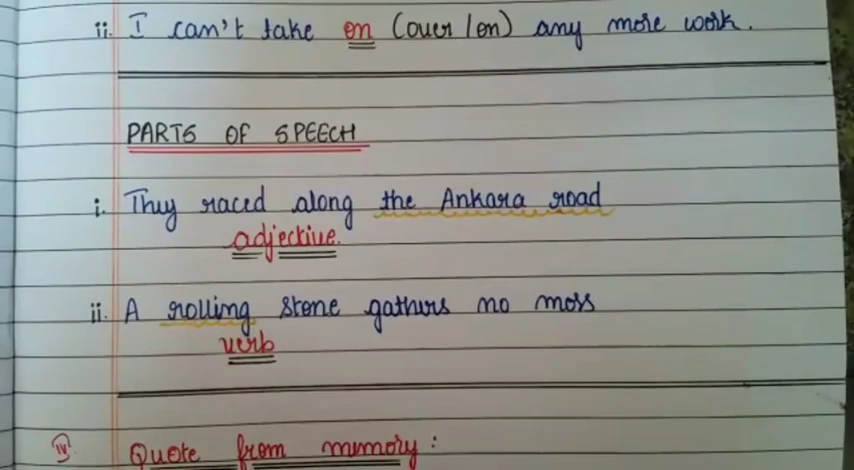 ii. I can't take on (over/on) any more work.
PARTS OF SPEECH
i. They raced along the Ankara road
adjective.
ii. A rolling stone gathers no moss
verb
iv Quote from memory: